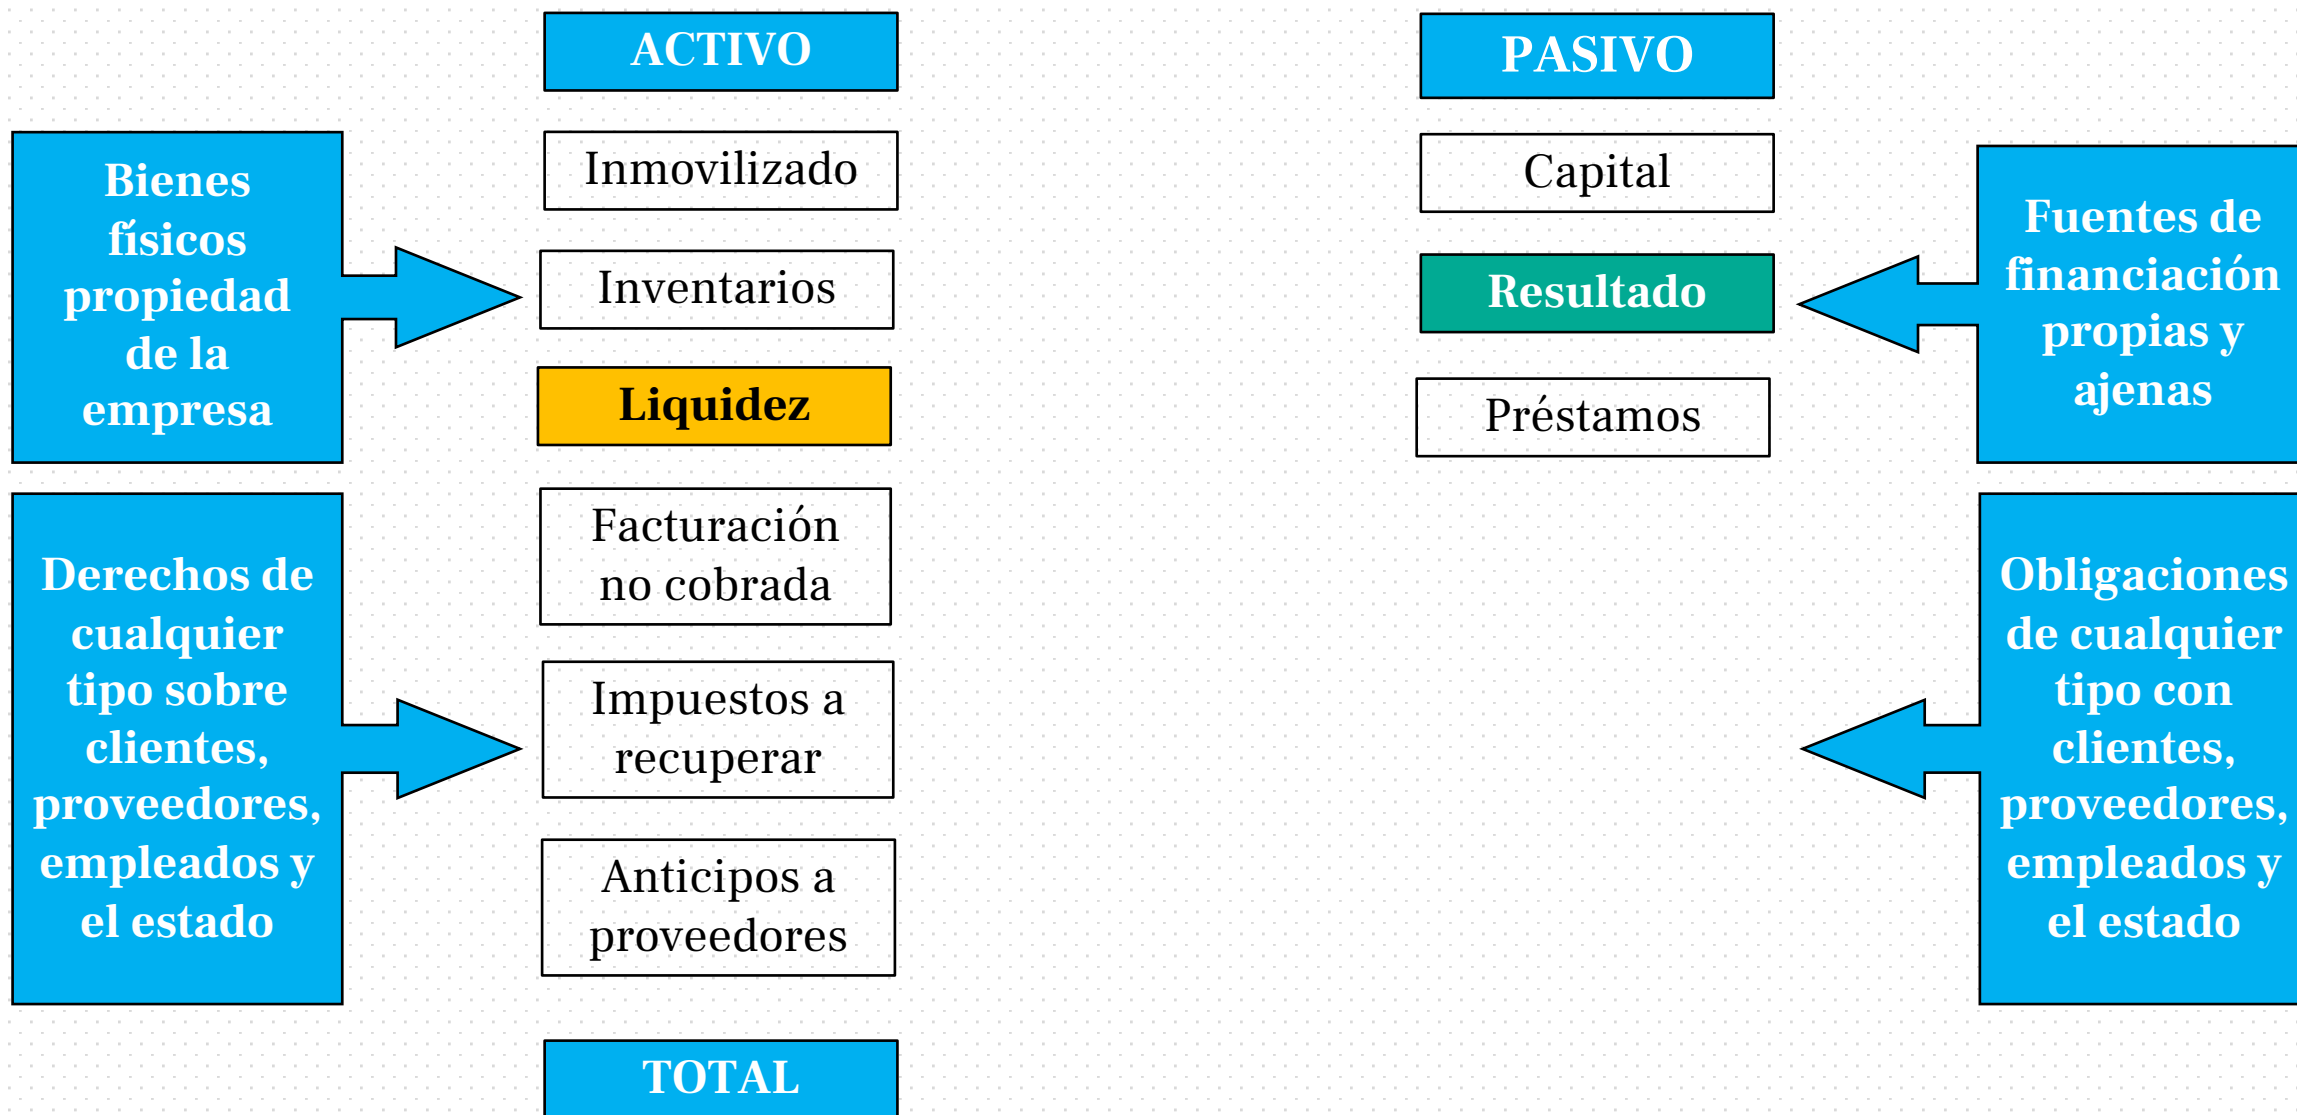 ACTIVO
PASIVO
Bienes
físicos
propiedad
de la
empresa
Inmovilizado
Inventarios
Liquidez
Capital
Resultado
Préstamos
Fuentes de
financiación
propias y
ajenas
Derechos de
cualquier
tipo sobre
clientes,
proveedores,
empleados y
el estado
Facturación
no cobrada
Impuestos a
recuperar
Anticipos a
proveedores
Obligaciones
de cualquier
tipo con
clientes,
proveedores,
empleados y
el estado
TOTAL